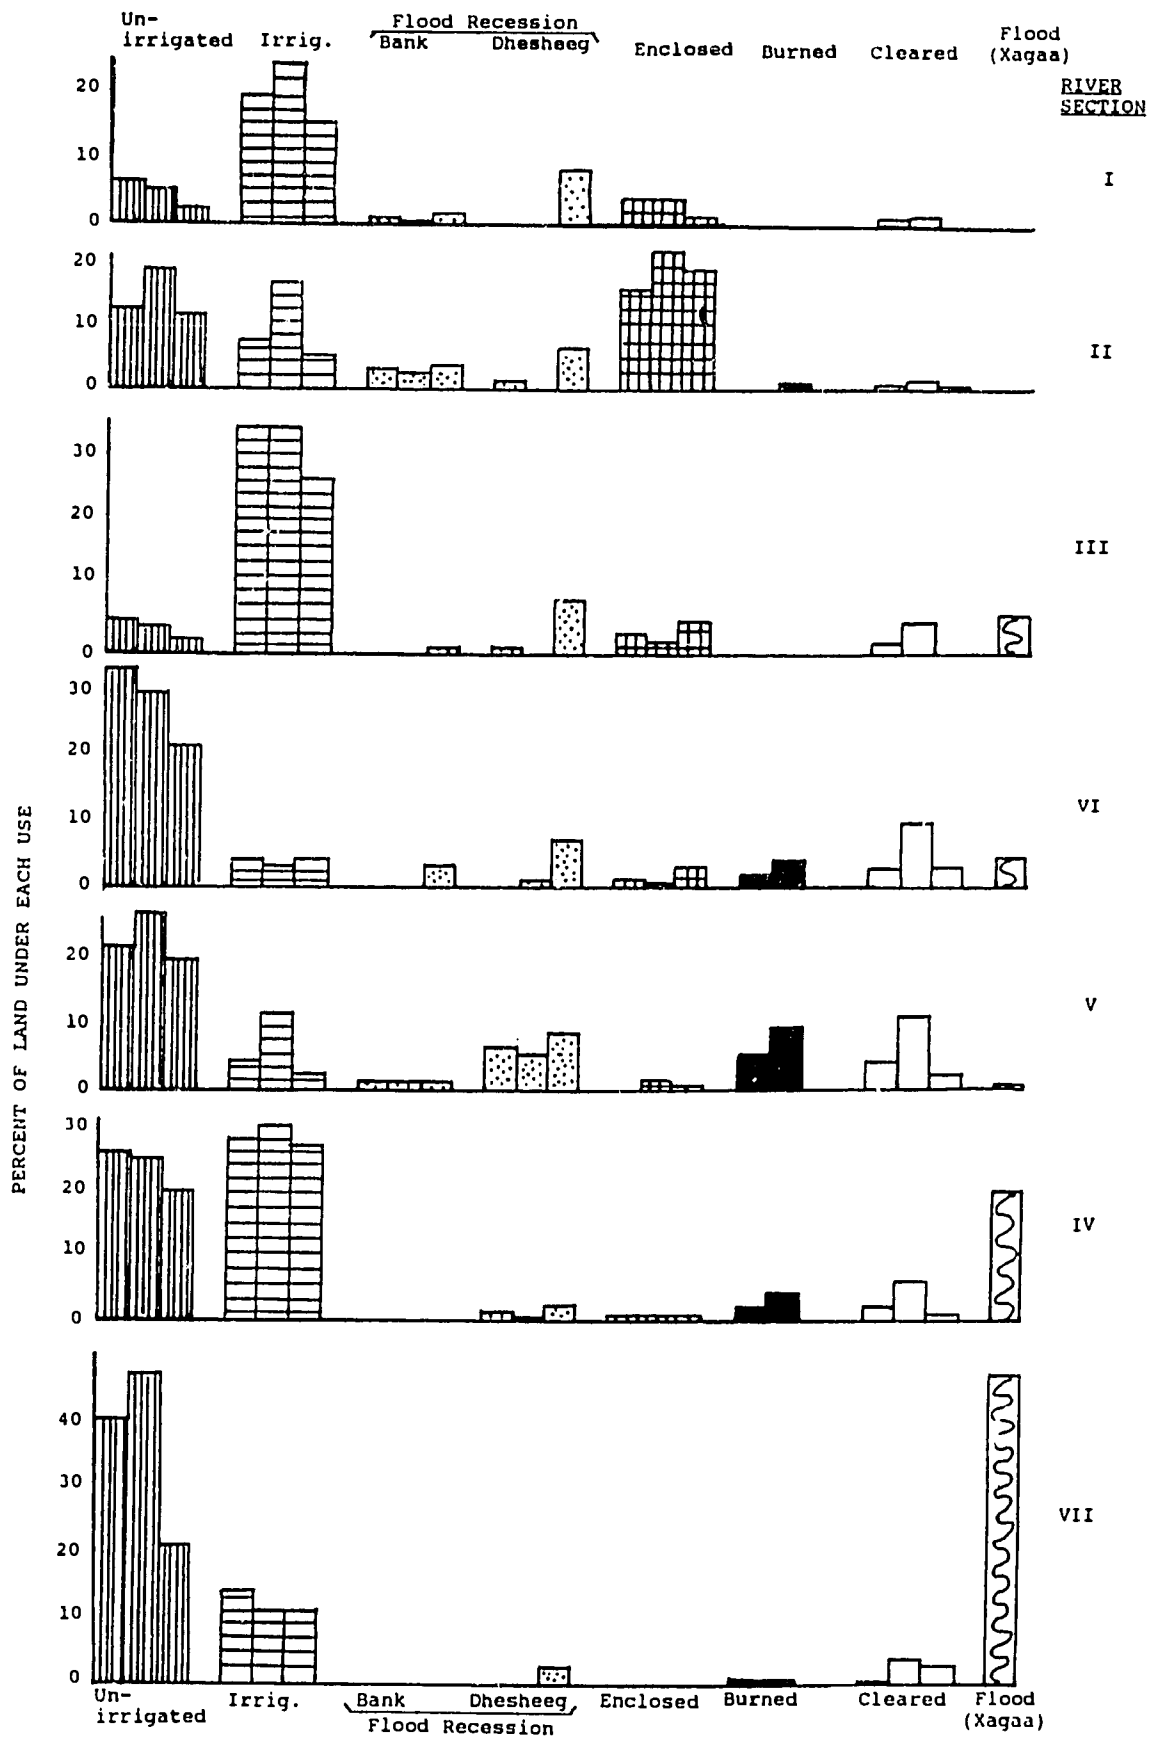 Un-
irrigated Irrig. Flood Recession
Bank Dhesheeg Enclosed Burned Cleared Flood
(Xagaa)
RIVER
SECTION
20
10
0
I
20
10
0
II
30
20
10
0
III
30
20
10
0
VI
PERCENT OF LAND UNDER EACH USE
20
10
0
V
30
20
10
0
IV
40
30
20
10
0
VII
Un-
irrigated Irrig. Bank Dhesheeg Enclosed Burned Cleared Flood
Flood Recession (Xagaa)